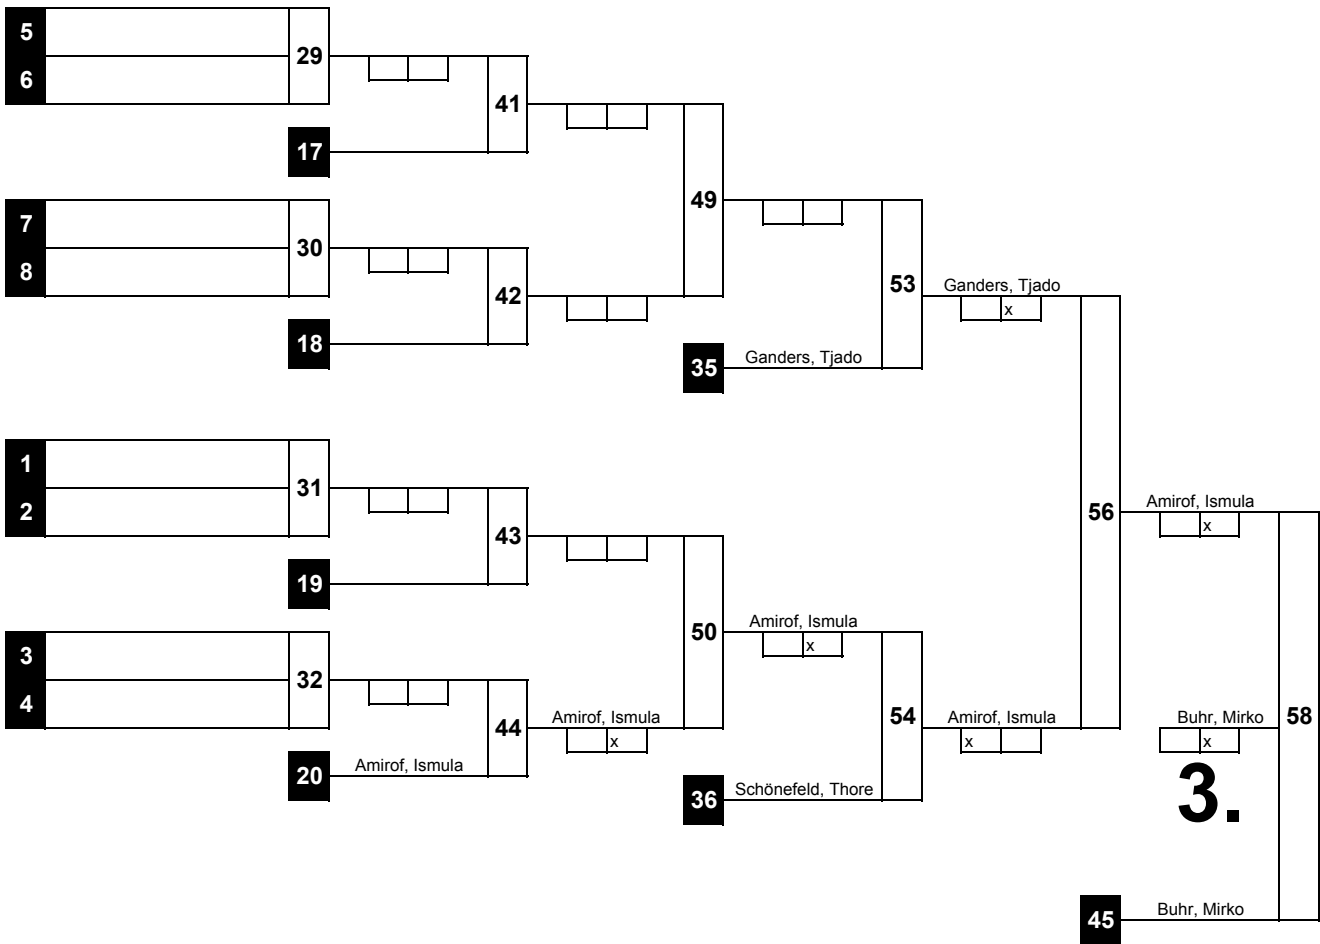 5
29
6
41
17
49
7
30
8
42
53
Ganders, Tjado
x
18
35
Ganders, Tjado
1
31
2
43
56
Amirof, Ismula
x
19
3
50
Amirof, Ismula
x
32
4
44
Amirof, Ismula
x
54
Amirof, Ismula
x
Buhr, Mirko
x
58
20
Amirof, Ismula
36
Schönefeld, Thore
3.
45
Buhr, Mirko